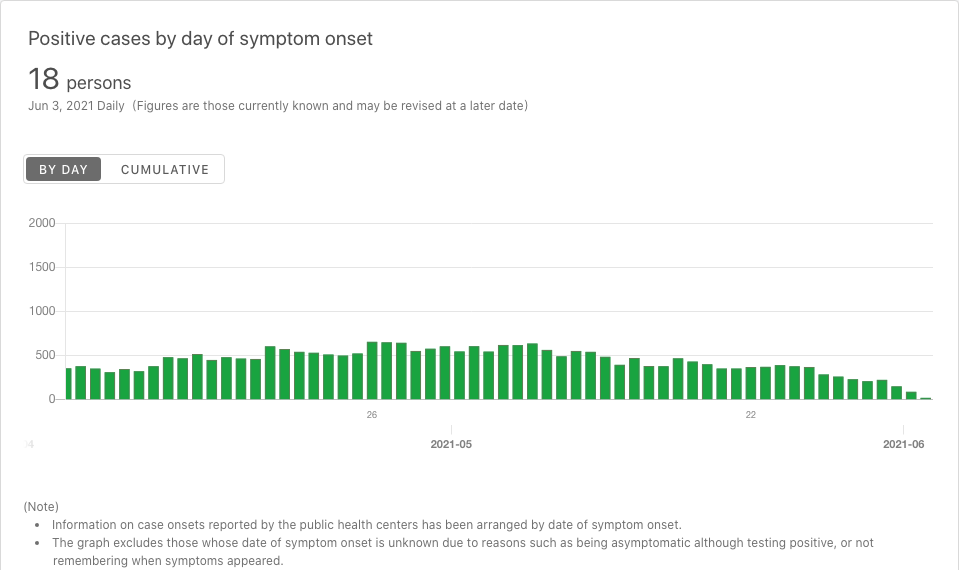 Positive cases by day of symptom onset
18 persons
Jun 3, 2021 Daily (Figures are those currently known and may be revised at a later date)
BY DAY CUMULATIVE
2000
1500
1000
500
0
26 22
2021-05 2021-06
(Note)
• Information on case onsets reported by the public health centers has been arranged by date of symptom onset.
• The graph excludes those whose date of symptom onset is unknown due to reasons such as being asymptomatic although testing positive, or not
remembering when symptoms appeared.